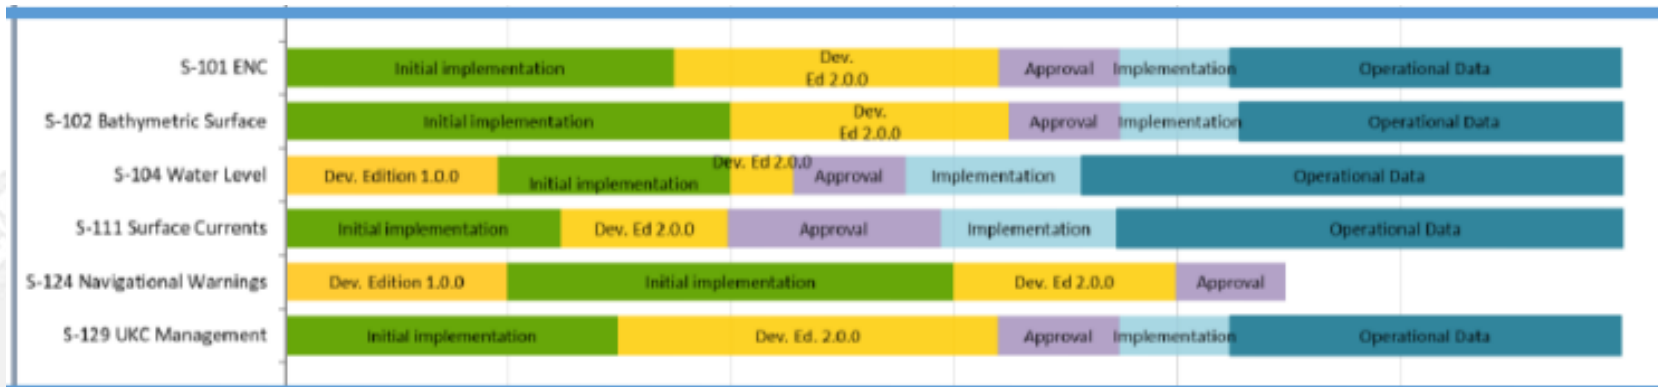 S-101 ENC Initial implementation Dev. Ed 2.0.0 Approval Implementation Operational Data
S-102 Bathymetric Surface Initial implementation Dev. Ed 2.0.0 Approval Implementation Operational Data
S-104 Water Level Dev. Edition 1.0.0 Initial implementation Dev. Ed 2.0.0 Approval Implementation Operational Data
S-111 Surface Currents Initial implementation Dev. Ed 2.0.0 Approval Implementation Operational Data
S-124 Navigational Warnings Dev. Edition 1.0.0 Initial implementation Dev. Ed 2.0.0 Approval
S-129 UKC Management Initial implementation Dev. Ed. 2.0.0 Approval Implementation Operational Data